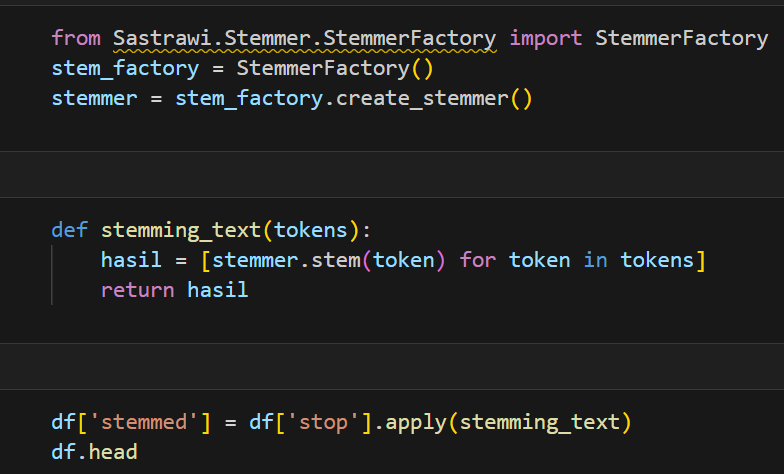 from Sastrawi.Stemmer.StemmerFactory import StemmerFactory
stem_factory = StemmerFactory()
stemmer = stem_factory.create_stemmer()
def stemming_text(tokens):
    hasil = [stemmer.stem(token) for token in tokens]
    return hasil
df['stemmed'] = df['stop'].apply(stemming_text)
df.head